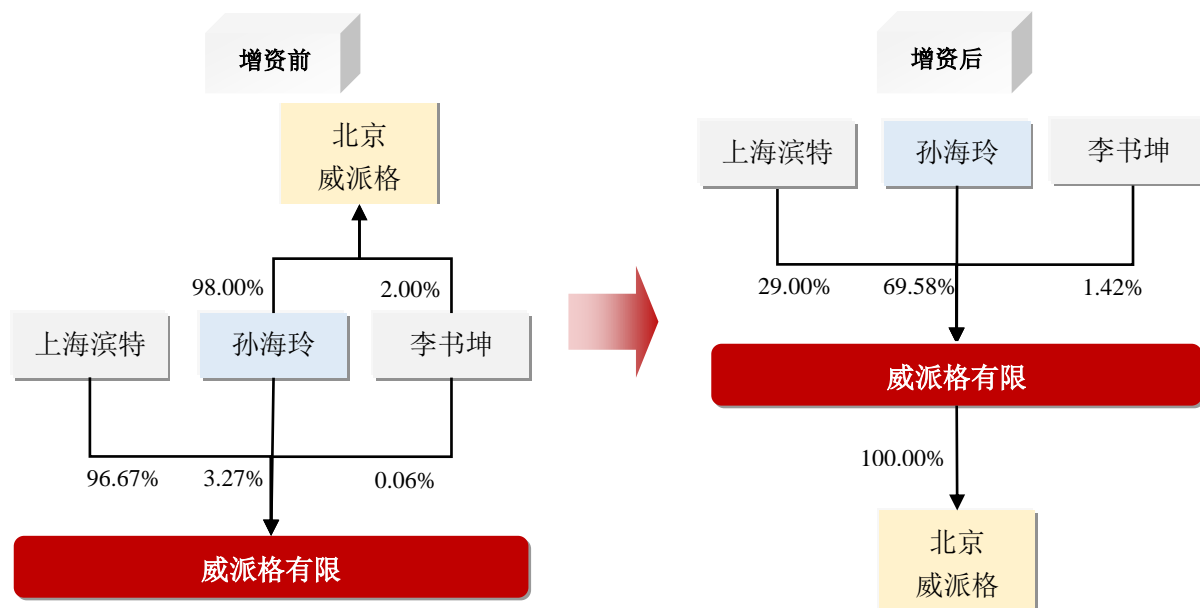 增资前
北京
威派格
98.00%
2.00%
上海滨特
孙海玲
李书坤
96.67%
3.27%
0.06%
威派格有限
增资后
上海滨特
孙海玲
李书坤
29.00%
69.58%
1.42%
威派格有限
100.00%
北京
威派格